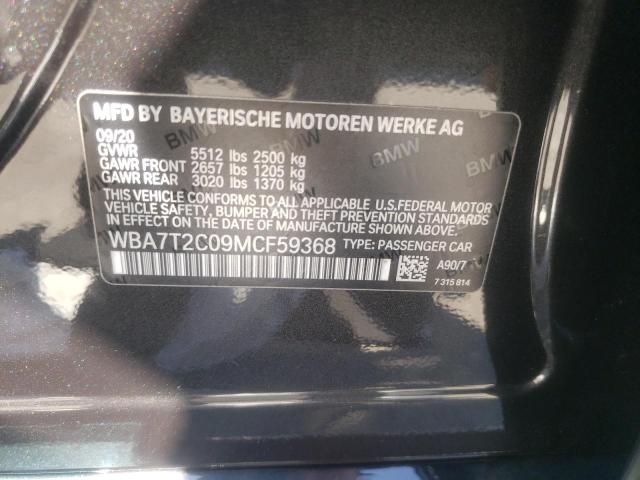 MFD BY BAYERISCHE MOTOREN WERKE AG
09/20
GVWR 5512 lbs 2500 kg
GAWR FRONT 2657 lbs 1205 kg
GAWR REAR 3020 lbs 1370 kg
THIS VEHICLE CONFORMS TO ALL APPLICABLE U.S.FEDERAL MOTOR
VEHICLE SAFETY, BUMPER AND THEFT PREVENTION STANDARDS IN
EFFECT ON THE DATE OF MANUFACTURE SHOWN ABOVE.
WBA7T2C09MCF59368 TYPE: PASSENGER CAR
A90/7
7 315 814
BMW
BMW
BMW
BMW
BMW